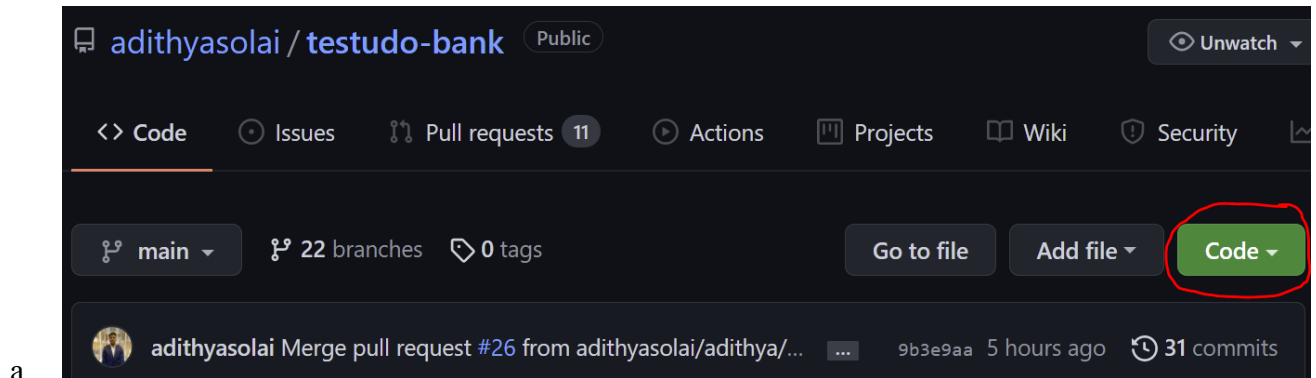 adithyasolai / testudo-bank Public Unwatch
<> Code Issues Pull requests 11 Actions Projects Wiki Security
main 22 branches 0 tags Go to file Add file Code
adithyasolai Merge pull request #26 from adithyasolai/adithya/... ... 9b3e9aa 5 hours ago 31 commits
a